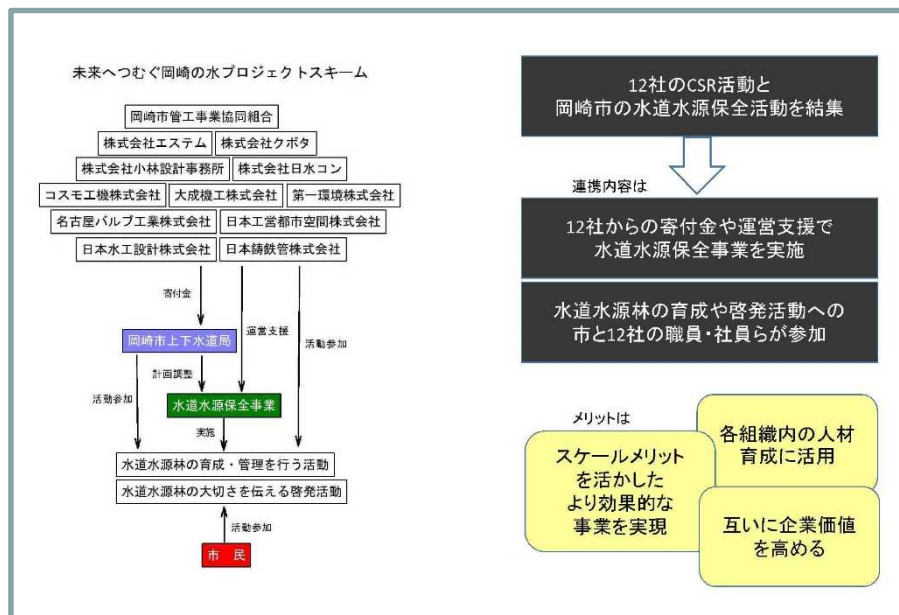 未来へつむぐ岡崎の水プロジェクトスキーム
岡崎市管工事業協同組合
株式会社エステム 株式会社クボタ
株式会社小林設計事務所 株式会社日水コン
コスモ工機株式会社 大成機工株式会社 第一環境株式会社
名古屋バルブ工業株式会社 日本工営都市空間株式会社
日本水工設計株式会社 日本鋳鉄管株式会社
寄付金
運営支援
活動参加
岡崎市上下水道局
計画調整
活動参加
水道水源保全事業
実施
水道水源林の育成・管理を行う活動
水道水源林の大切さを伝える啓発活動
活動参加
市 民
12社のCSR活動と
岡崎市の水道水源保全活動を結集
連携内容は
12社からの寄付金や運営支援で
水道水源保全事業を実施
水道水源林の育成や啓発活動への
市と12社の職員・社員らが参加
メリットは
スケールメリット
を活かした
より効果的な
事業を実現
各組織内の人材
育成に活用
互いに企業価値
を高める